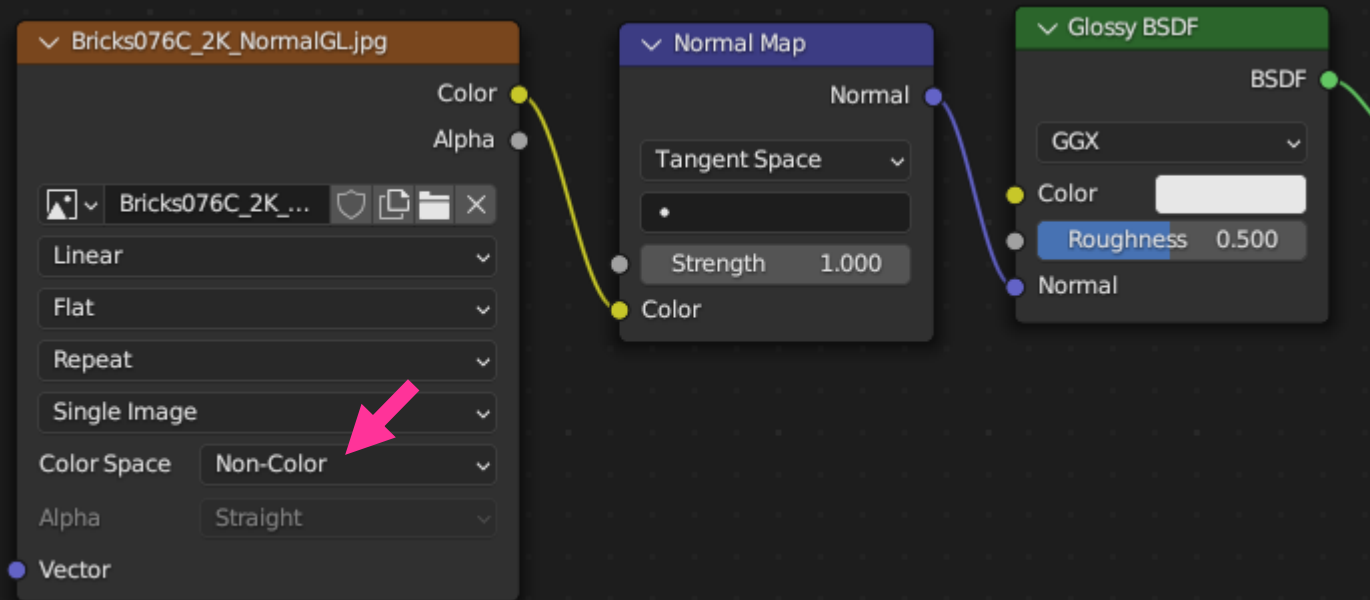 Bricks076C_2K_NormalGL.jpg
Color
Alpha
Bricks076C_2K_...
Linear
Flat
Repeat
Single Image
Color Space Non-Color
Alpha Straight
Vector
Normal Map
Normal
Tangent Space
Strength 1.000
Color
Glossy BSDF
BSDF
GGX
Color
Roughness 0.500
Normal